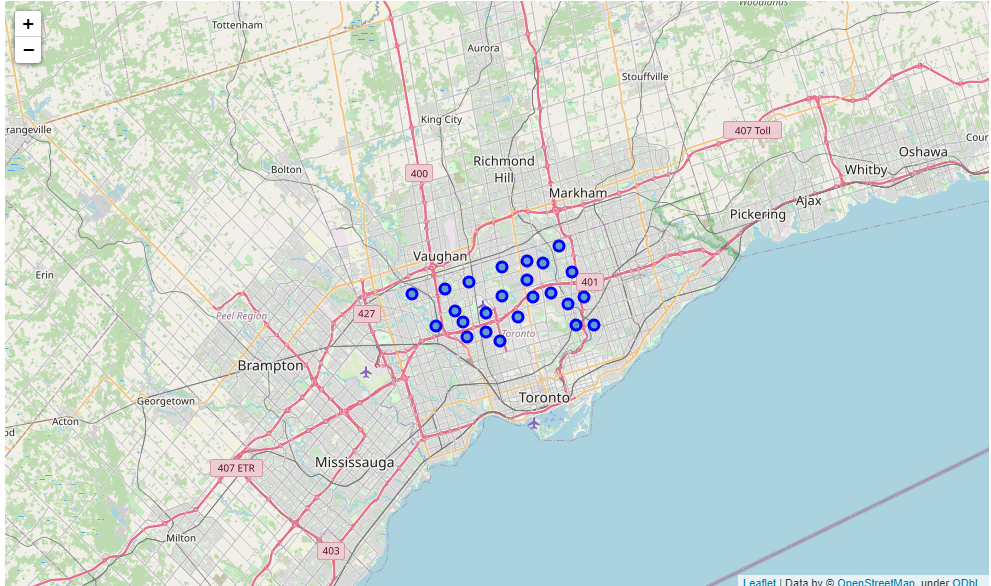 +
−
Tottenham
Woodlands
Aurora
Stouffville
rangeville
King City
407 Toll
Cour
Oshawa
Richmond
Hill
Bolton
400
Whitby
Markham
Ajax
Pickering
Vaughan
Erin
401
Peel Region
427
Toronto
Brampton
Georgetown
Toronto
Acton
od
Mississauga
407 ETR
Milton
403
Leaflet | Data by © OpenStreetMap, under ODbL